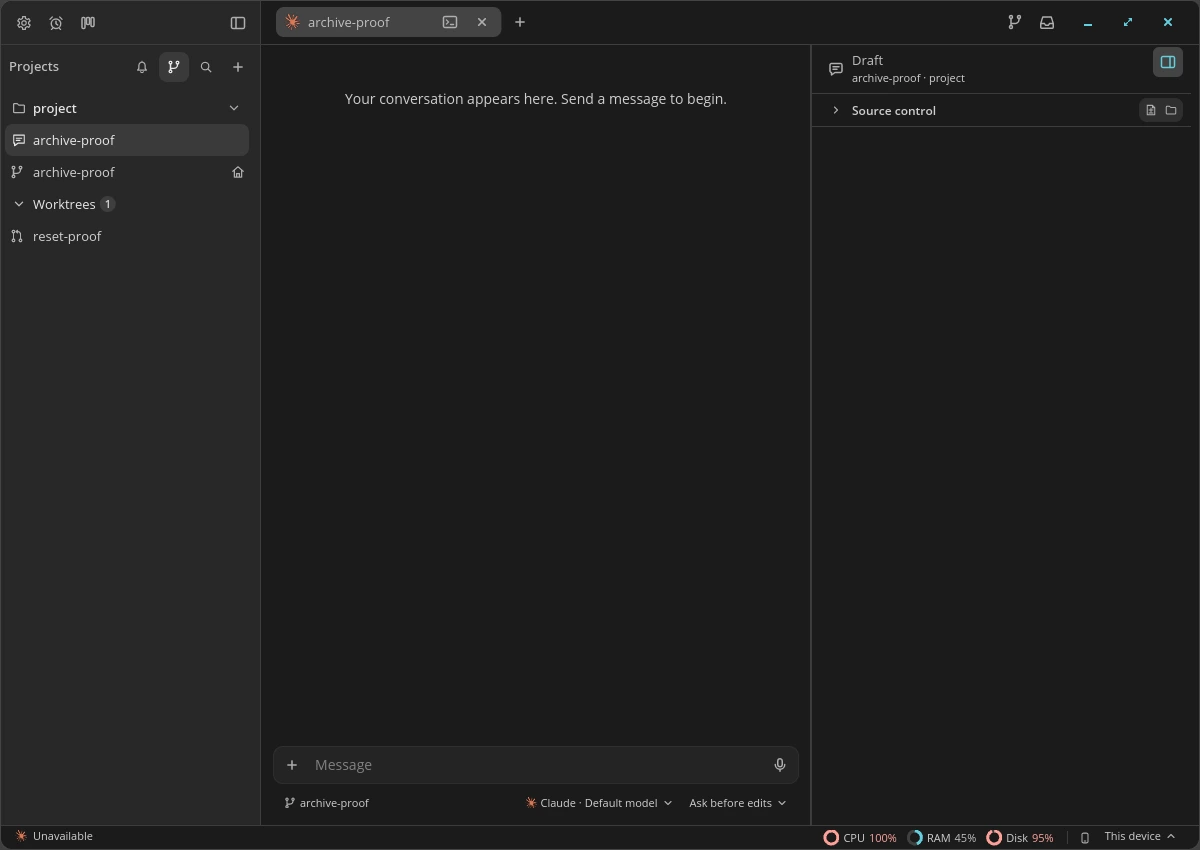 archive-proof
Projects
project
archive-proof
archive-proof
Worktrees 1
reset-proof
Your conversation appears here. Send a message to begin.
Draft
archive-proof · project
Source control
Message
archive-proof
Claude · Default model
Ask before edits
Unavailable
CPU 100%
RAM 45%
Disk 95%
This device